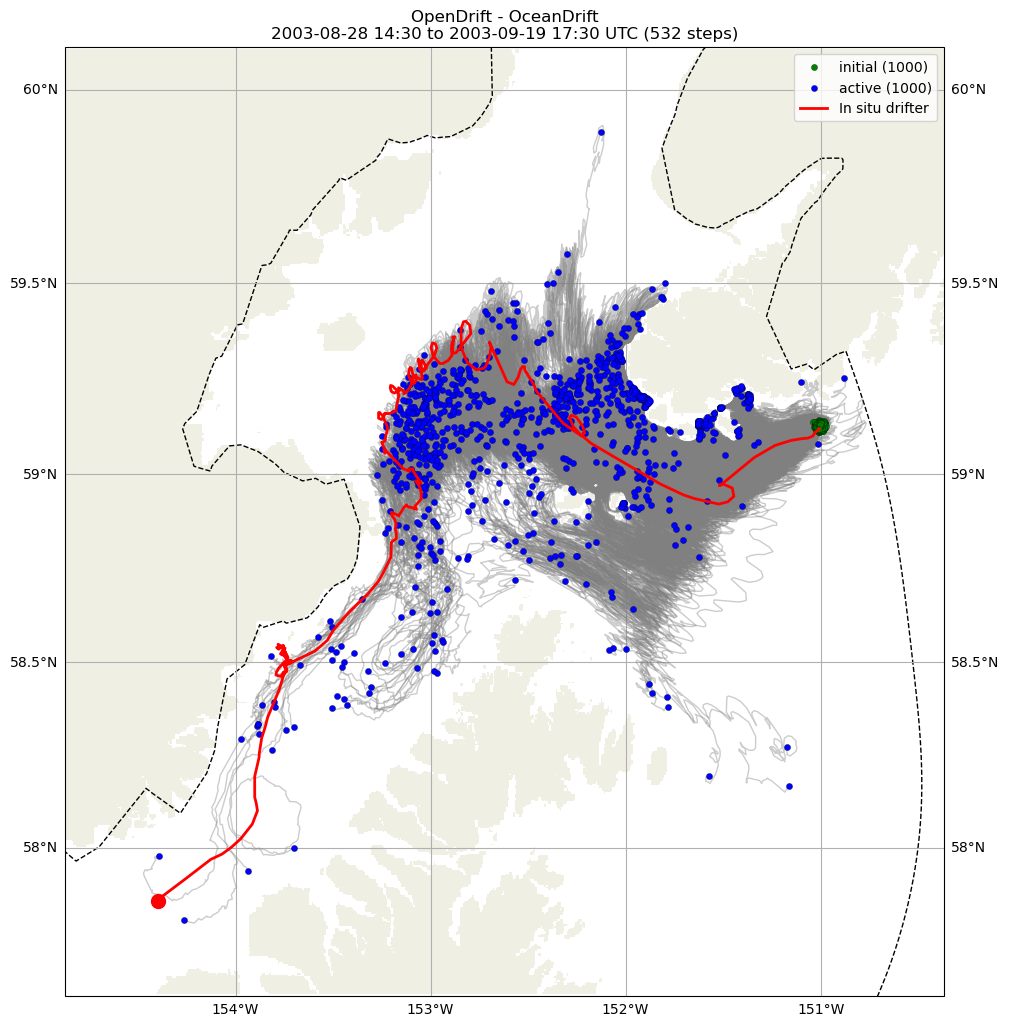 OpenDrift - OceanDrift
2003-08-28 14:30 to 2003-09-19 17:30 UTC (532 steps)
initial (1000)
active (1000)
In situ drifter
60°N
60°N
59.5°N
59.5°N
59°N
59°N
58.5°N
58.5°N
58°N
58°N
154°W
153°W
152°W
151°W